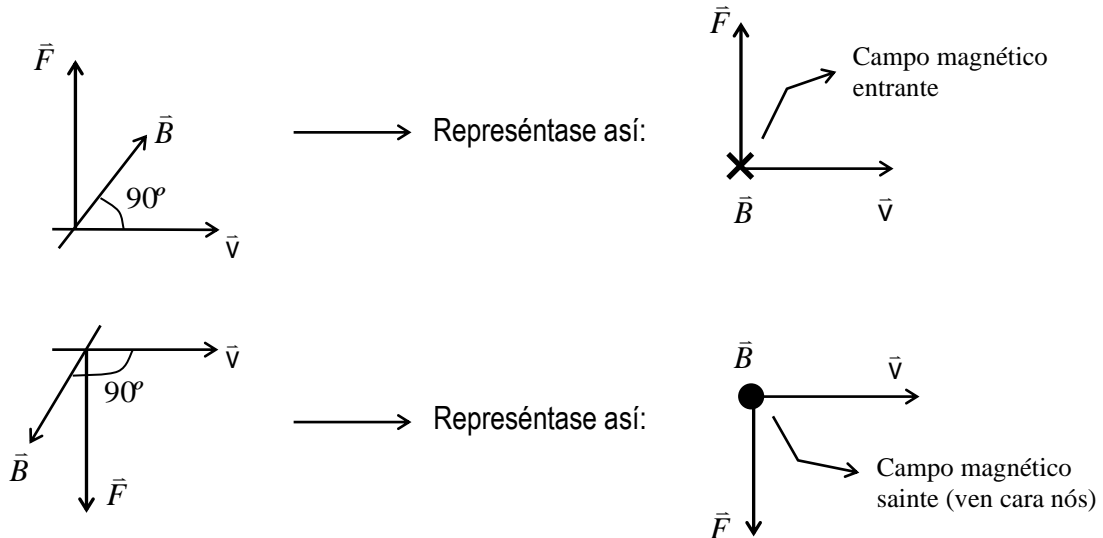 F⃗
B⃗
90º
v⃗
Represéntase así:
F⃗
Campo magnético
entrante
B⃗
v⃗
v⃗
90º
B⃗
F⃗
Represéntase así:
B⃗
v⃗
Campo magnético
sainte (ven cara nós)
F⃗